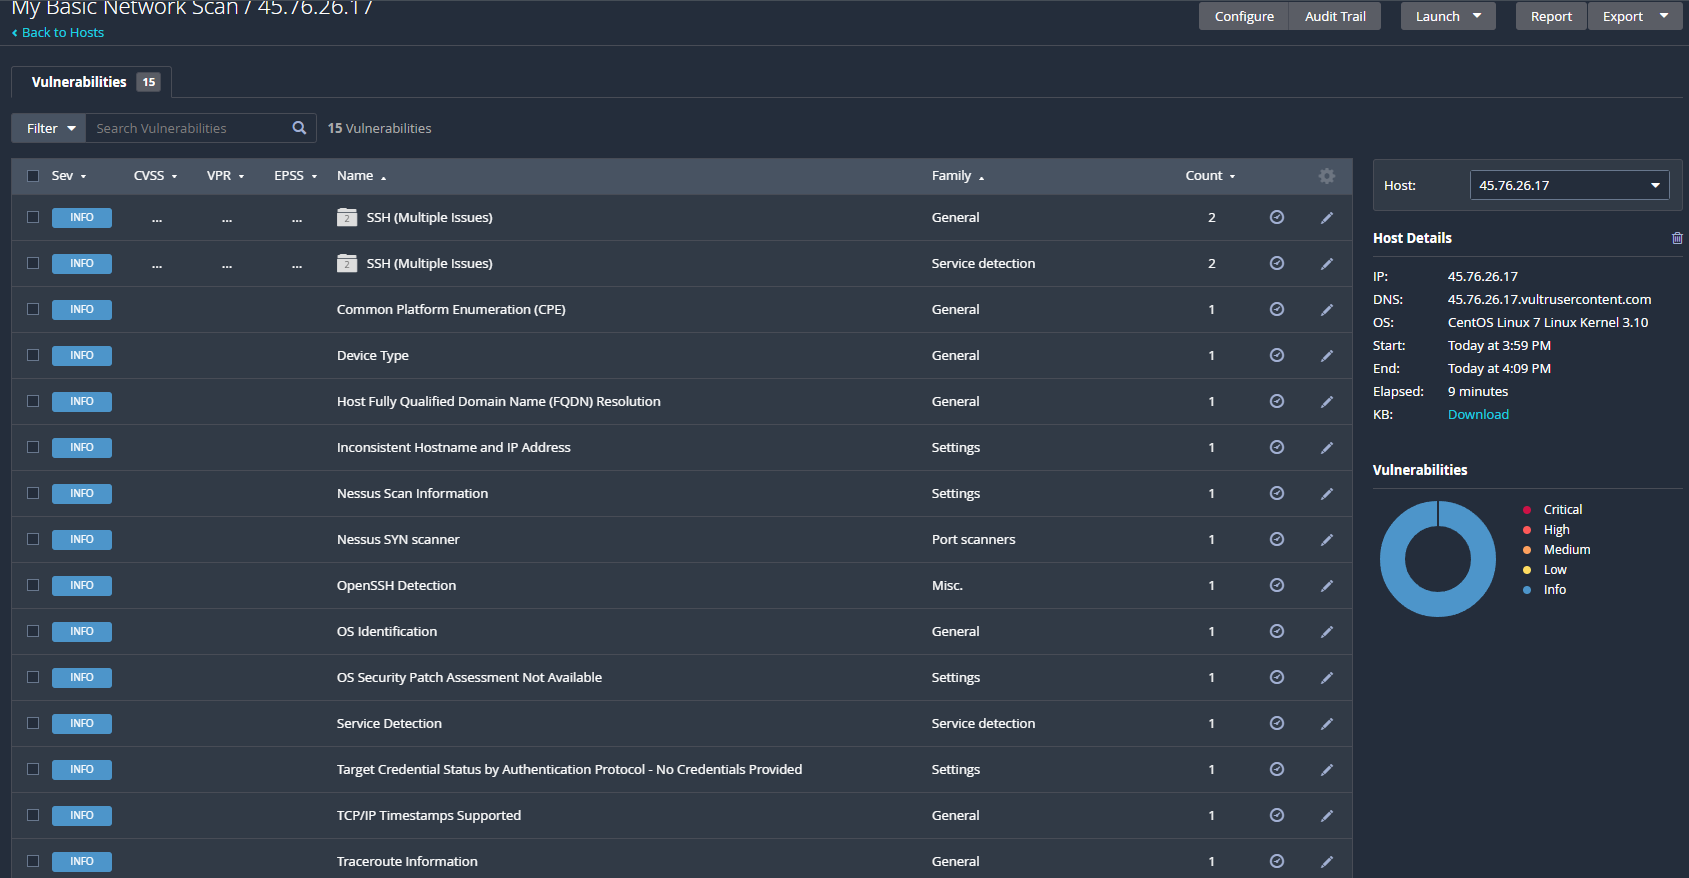 My Basic Network Scan / 45.76.26.17
Configure Audit Trail Launch Report Export
Back to Hosts
Vulnerabilities 15
Filter Search Vulnerabilities 15 Vulnerabilities
Sev CVSS VPR EPSS Name Family Count
INFO ... ... ... 2 SSH (Multiple Issues) General 2
INFO ... ... ... 2 SSH (Multiple Issues) Service detection 2
INFO Common Platform Enumeration (CPE) General 1
INFO Device Type General 1
INFO Host Fully Qualified Domain Name (FQDN) Resolution General 1
INFO Inconsistent Hostname and IP Address Settings 1
INFO Nessus Scan Information Settings 1
INFO Nessus SYN scanner Port scanners 1
INFO OpenSSH Detection Misc. 1
INFO OS Identification General 1
INFO OS Security Patch Assessment Not Available Settings 1
INFO Service Detection Service detection 1
INFO Target Credential Status by Authentication Protocol - No Credentials Provided Settings 1
INFO TCP/IP Timestamps Supported General 1
INFO Traceroute Information General 1
Host: 45.76.26.17
Host Details
IP: 45.76.26.17
DNS: 45.76.26.17.vultrusercontent.com
OS: CentOS Linux 7 Linux Kernel 3.10
Start: Today at 3:59 PM
End: Today at 4:09 PM
Elapsed: 9 minutes
KB: Download
Vulnerabilities
Critical
High
Medium
Low
Info